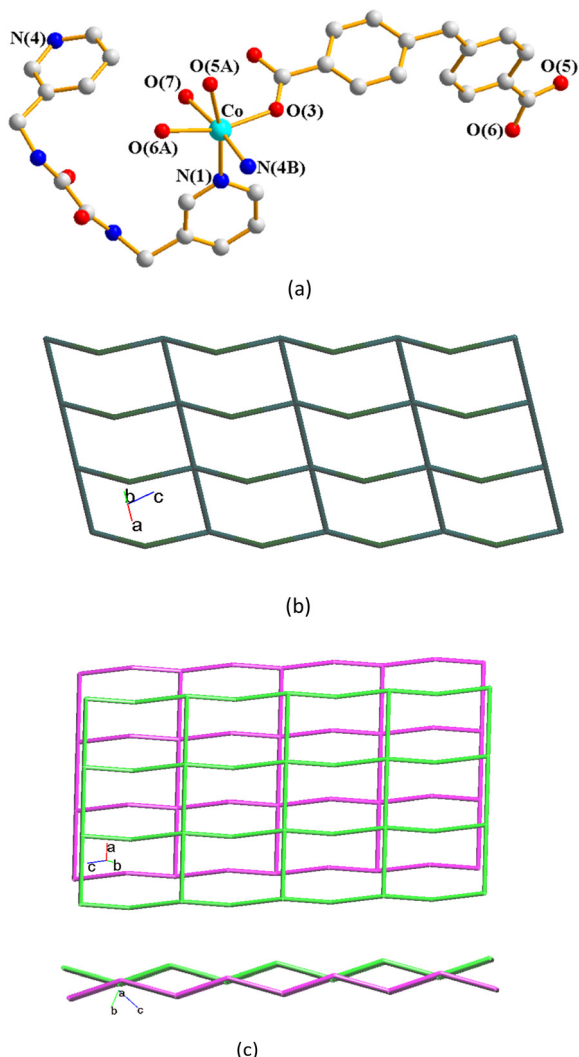 N(4)
O(5A)
O(7)
Co
O(3)
O(5)
O(6)
O(6A)
N(4B)
N(1)
(a)
b
c
a
(b)
a
c
b
a
b
c
(c)